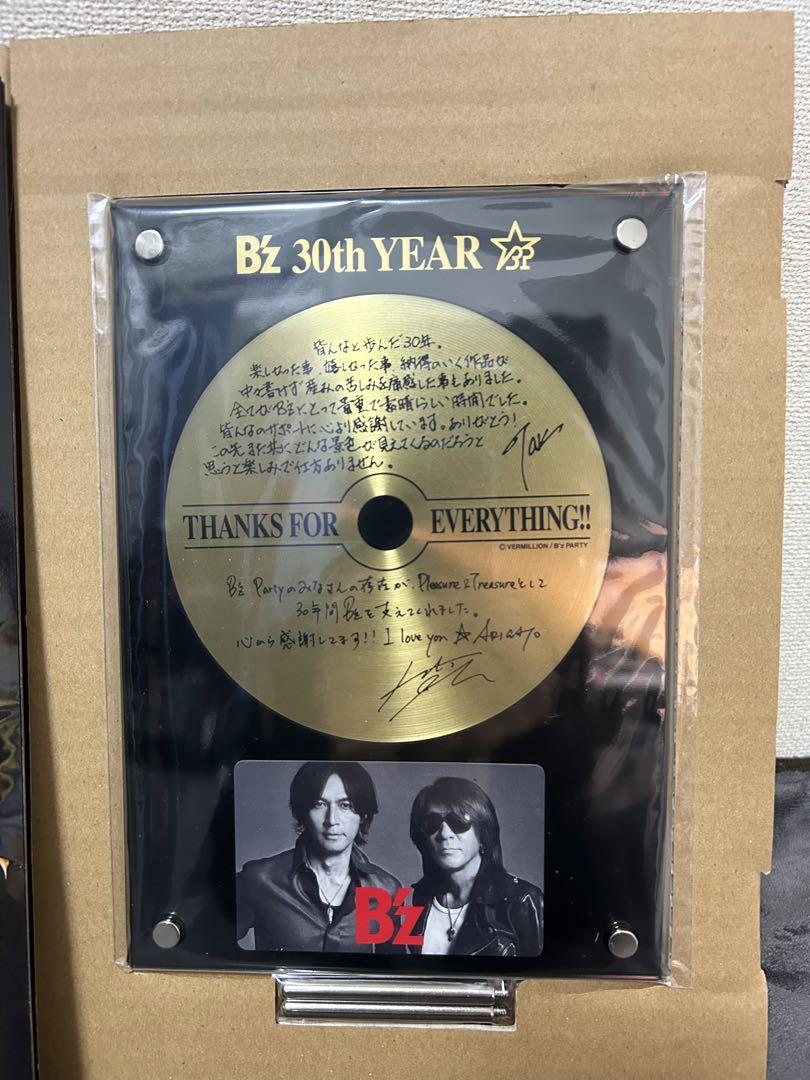 B'z 30th YEAR
皆んなと歩んだ30年。
楽しかった事、嬉しかった事、納得のいく作品が
中々書けず産みの苦しみを痛感した事もありました。
全てがB'zにとって貴重で素晴らしい時間でした。
皆んなのサポートに心より感謝しています。ありがとう!
この先また共にどんな景色が見えてくるのだろうと
思うと楽しみで仕方ありません。
Tak
THANKS FOR EVERYTHING!!
©VERMILLION / B'z PARTY
B'z Partyのみなさんの存在が、Pleasure & Treasureとして
30年間B'zを支えてくれました。
心から感謝してます!! I love you ☆ ARIGATO
B'z